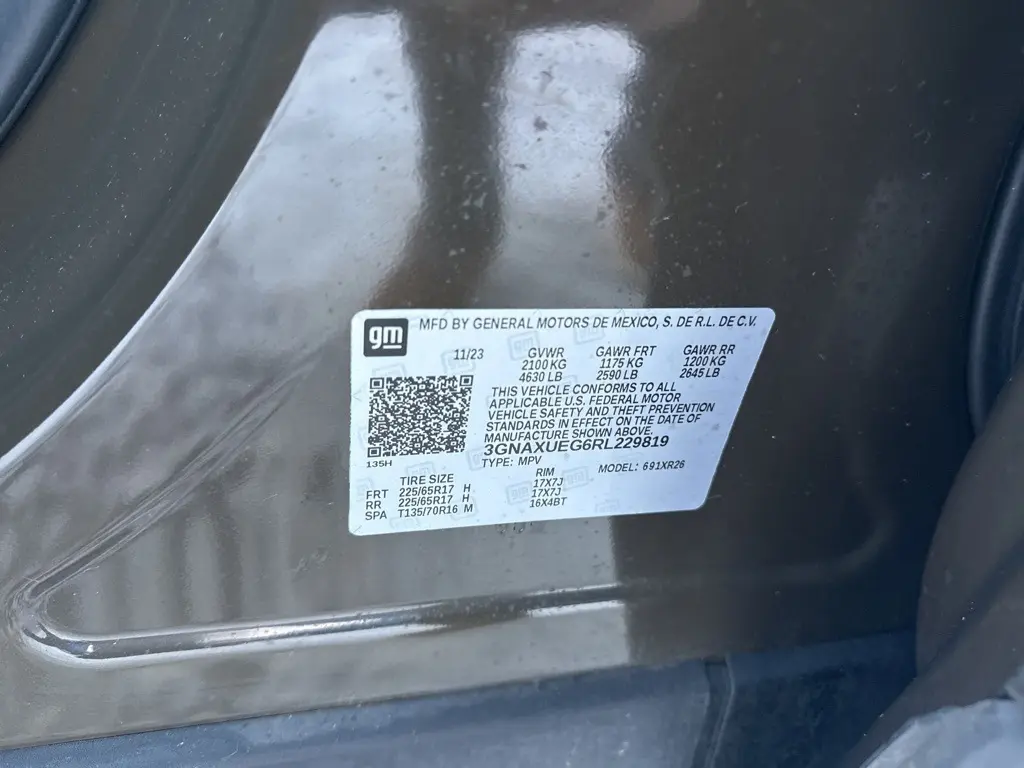 gm MFD BY GENERAL MOTORS DE MEXICO, S. DE R.L. DE C.V.
11/23 GVWR GAWR FRT GAWR RR
2100 KG 1175 KG 1200 KG
4630 LB 2590 LB 2645 LB
THIS VEHICLE CONFORMS TO ALL
APPLICABLE U.S. FEDERAL MOTOR
VEHICLE SAFETY AND THEFT PREVENTION
STANDARDS IN EFFECT ON THE DATE OF
MANUFACTURE SHOWN ABOVE.
3GNAXUEG6RL229819
135H TYPE: MPV MODEL: 691XR26
TIRE SIZE RIM
FRT 225/65R17 H 17X7J
RR 225/65R17 H 17X7J
SPA T135/70R16 M 16X4BT